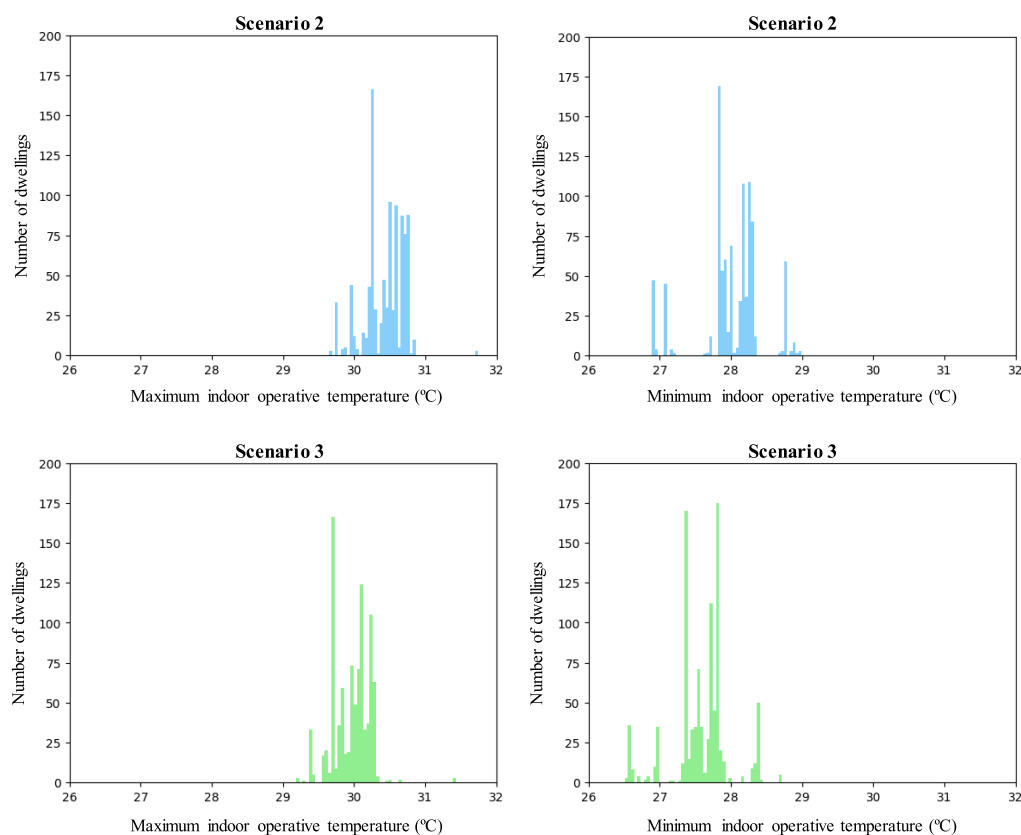 Scenario 2
200
175
150
125
100
75
50
25
0
Number of dwellings
26 27 28 29 30 31 32
Maximum indoor operative temperature (ºC)
Scenario 2
200
175
150
125
100
75
50
25
0
Number of dwellings
26 27 28 29 30 31 32
Minimum indoor operative temperature (ºC)
Scenario 3
200
175
150
125
100
75
50
25
0
Number of dwellings
26 27 28 29 30 31 32
Maximum indoor operative temperature (ºC)
Scenario 3
200
175
150
125
100
75
50
25
0
Number of dwellings
26 27 28 29 30 31 32
Minimum indoor operative temperature (ºC)